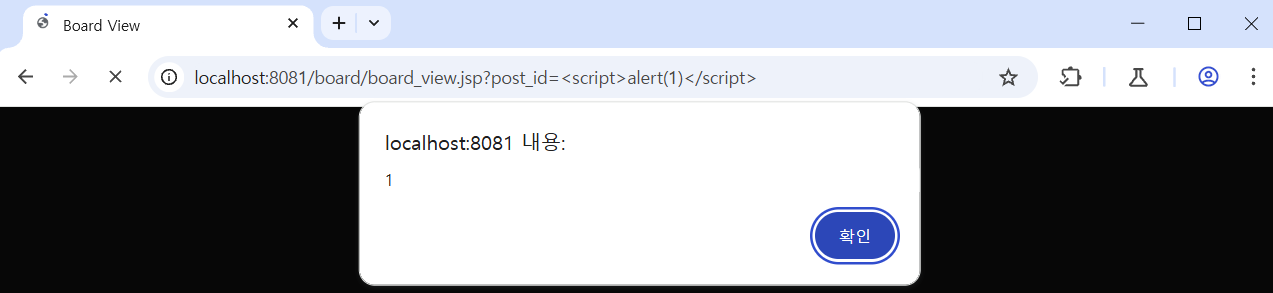 Board View
localhost:8081/board/board_view.jsp?post_id=<script>alert(1)</script>
localhost:8081 내용:
1
확인